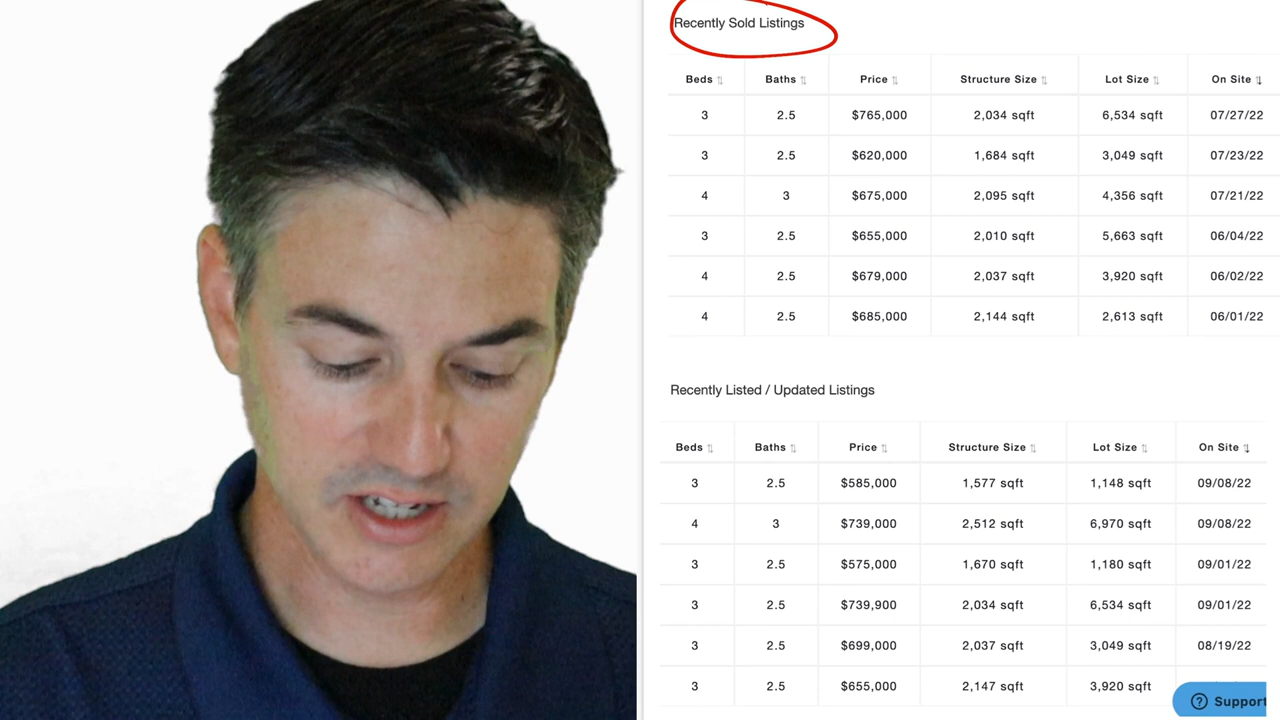 Recently Sold Listings
Beds Baths Price Structure Size Lot Size On Site
3 2.5 $765,000 2,034 sqft 6,534 sqft 07/27/22
3 2.5 $620,000 1,684 sqft 3,049 sqft 07/23/22
4 3 $675,000 2,095 sqft 4,356 sqft 07/21/22
3 2.5 $655,000 2,010 sqft 5,663 sqft 06/04/22
4 2.5 $679,000 2,037 sqft 3,920 sqft 06/02/22
4 2.5 $685,000 2,144 sqft 2,613 sqft 06/01/22
Recently Listed / Updated Listings
Beds Baths Price Structure Size Lot Size On Site
3 2.5 $585,000 1,577 sqft 1,148 sqft 09/08/22
4 3 $739,000 2,512 sqft 6,970 sqft 09/08/22
3 2.5 $575,000 1,670 sqft 1,180 sqft 09/01/22
3 2.5 $739,900 2,034 sqft 6,534 sqft 09/01/22
3 2.5 $699,000 2,037 sqft 3,049 sqft 08/19/22
3 2.5 $655,000 2,147 sqft 3,920 sqft
? Support